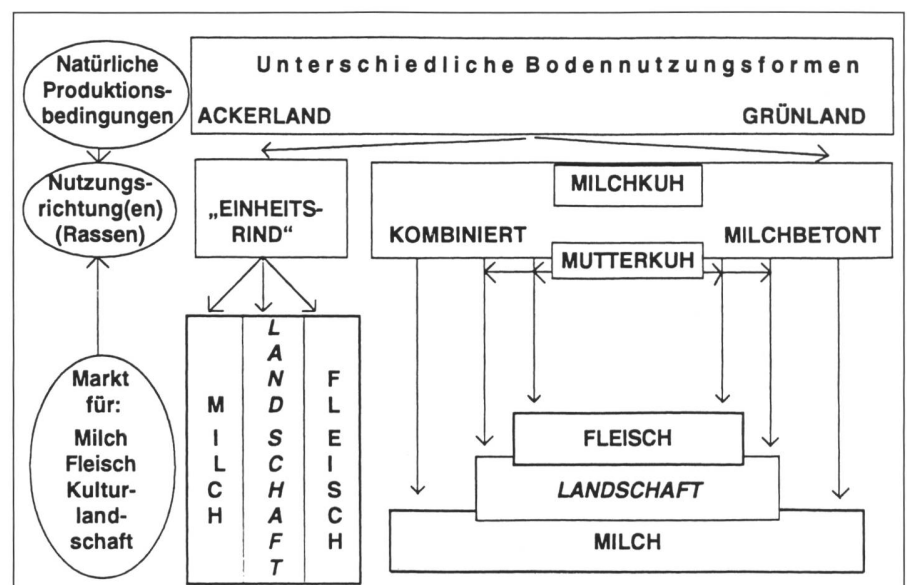 Natürliche
Produktions-
bedingungen
Unterschiedliche Bodennutzungsformen
ACKERLAND
GRÜNLAND
Nutzungs-
richtung(en)
(Rassen)
„EINHEITS-
RIND“
MILCHKUH
KOMBINIERT
MILCHBETONT
MUTTERKUH
Markt
für:
Milch
Fleisch
Kultur-
land-
schaft
MILCH
LANDSCHAFT
FLEISCH
FLEISCH
LANDSCHAFT
MILCH